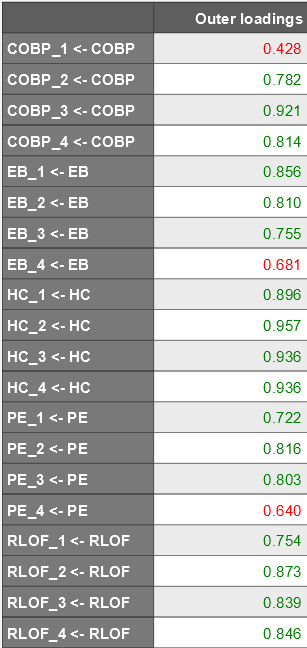 Outer loadings
COBP_1 <- COBP 0.428
COBP_2 <- COBP 0.782
COBP_3 <- COBP 0.921
COBP_4 <- COBP 0.814
EB_1 <- EB 0.856
EB_2 <- EB 0.810
EB_3 <- EB 0.755
EB_4 <- EB 0.681
HC_1 <- HC 0.896
HC_2 <- HC 0.957
HC_3 <- HC 0.936
HC_4 <- HC 0.936
PE_1 <- PE 0.722
PE_2 <- PE 0.816
PE_3 <- PE 0.803
PE_4 <- PE 0.640
RLOF_1 <- RLOF 0.754
RLOF_2 <- RLOF 0.873
RLOF_3 <- RLOF 0.839
RLOF_4 <- RLOF 0.846